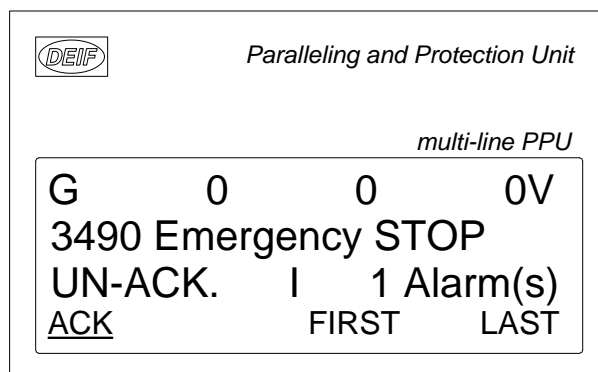 DEIF
Paralleling and Protection Unit
multi-line PPU
G 0 0 0V
3490 Emergency STOP
UN-ACK. I 1 Alarm(s)
ACK FIRST LAST